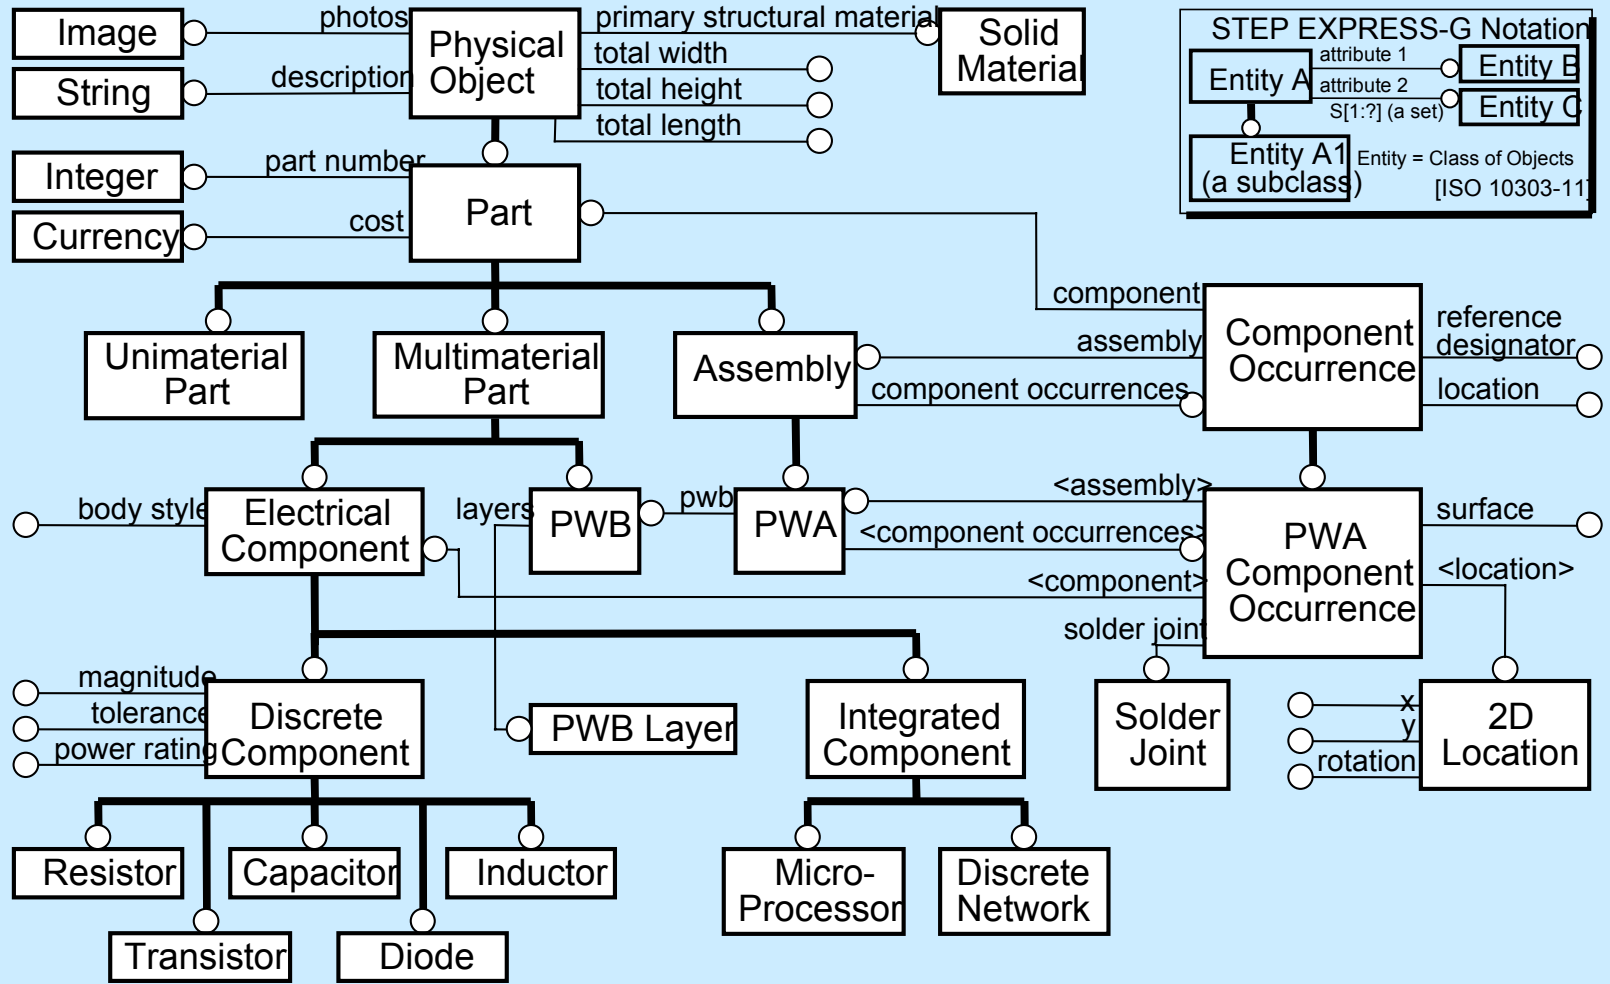 Image
photos
primary structural material
Physical
Object
Solid
Material
String
description
total width
total height
total length
STEP EXPRESS-G Notation
Entity A
attribute 1
Entity B
attribute 2
S[1:?] (a set)
Entity C
Entity A1
(a subclass)
Entity = Class of Objects
[ISO 10303-11]
Integer
part number
Part
Currency
cost
component
Component
Occurrence
reference
designator
location
assembly
component occurrences
Unimaterial
Part
Multimaterial
Part
Assembly
body style
Electrical
Component
layers
PWB
pwb
PWA
<assembly>
<component occurrences>
<component>
solder joint
PWA
Component
Occurrence
surface
<location>
magnitude
tolerance
power rating
Discrete
Component
PWB Layer
Integrated
Component
Solder
Joint
x
y
rotation
2D
Location
Resistor
Capacitor
Inductor
Micro-
Processor
Discrete
Network
Transistor
Diode